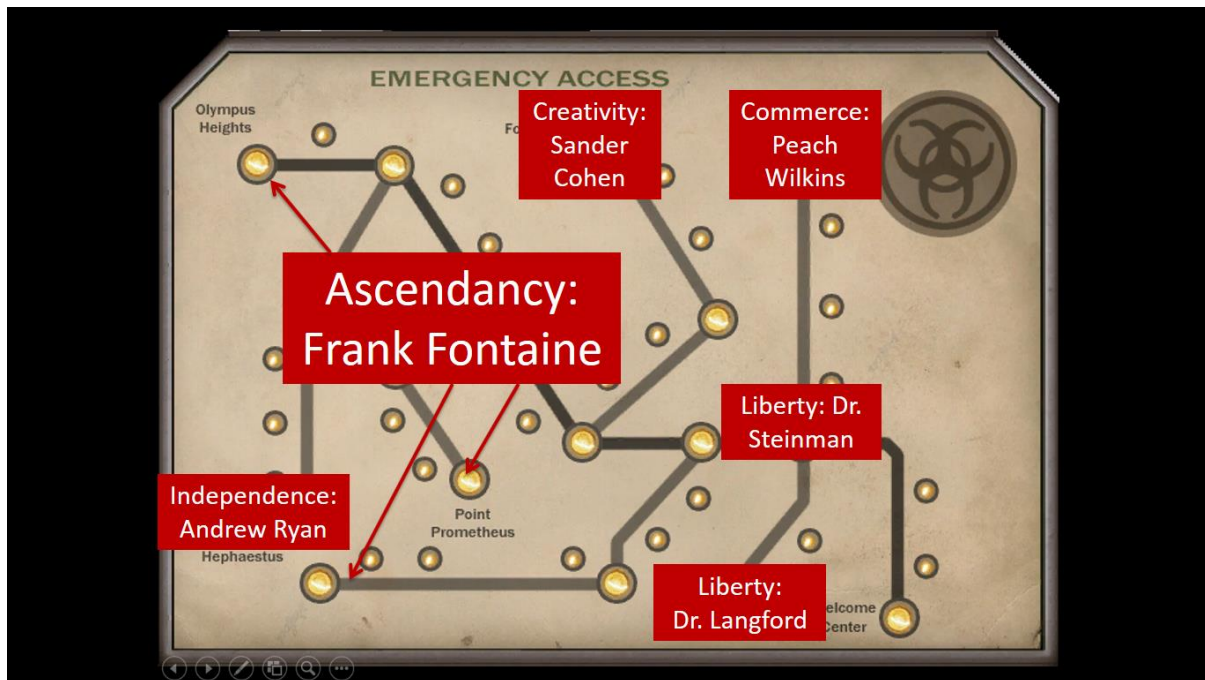 EMERGENCY ACCESS
Olympus
Heights
Fo
Creativity:
Sander
Cohen
Commerce:
Peach
Wilkins
Ascendancy:
Frank Fontaine
Liberty: Dr.
Steinman
Independence:
Andrew Ryan
Point
Prometheus
Hephaestus
Liberty:
Dr. Langford
elcome
Center